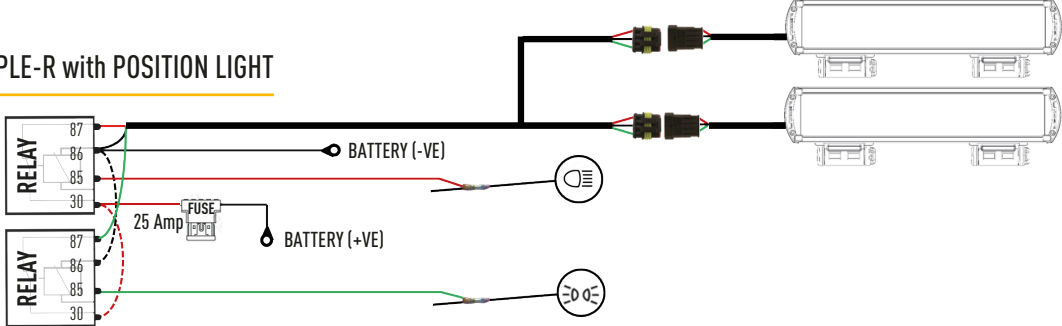 PLE-R with POSITION LIGHT
87
86
85
30
RELAY
BATTERY (-VE)
FUSE
25 Amp
BATTERY (+VE)
87
86
85
30
RELAY